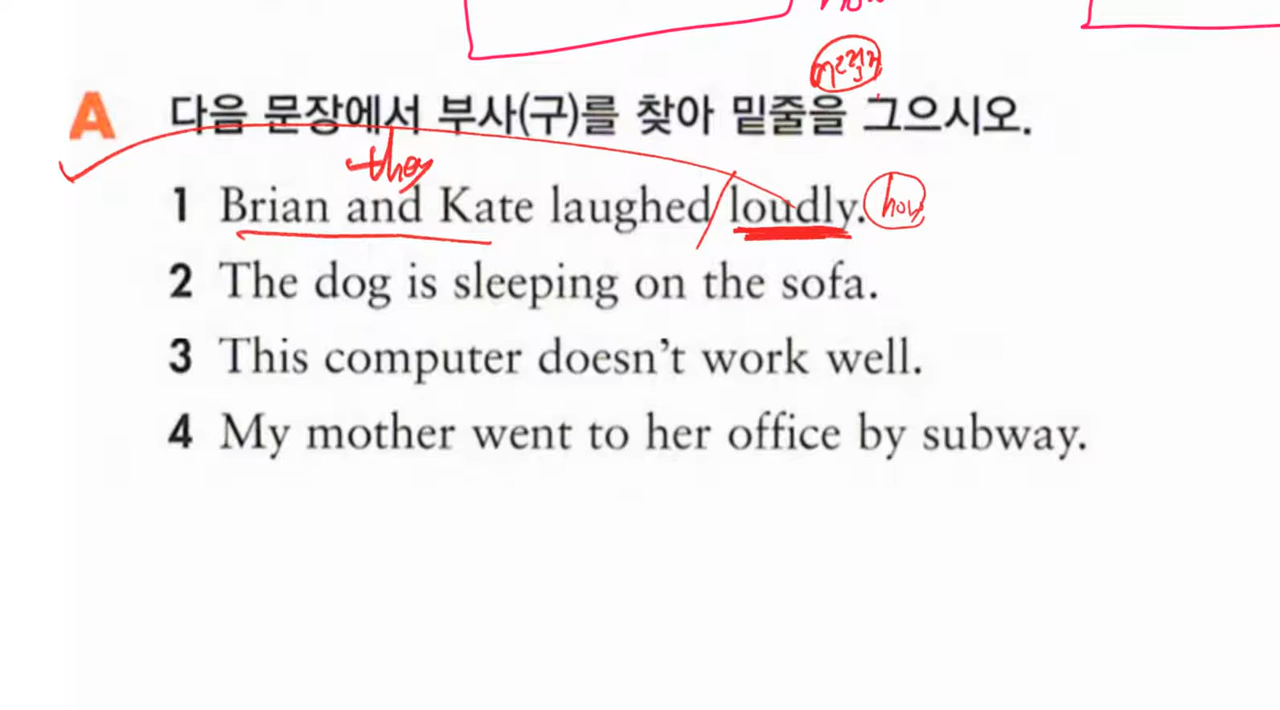 A 다음 문장에서 부사(구)를 찾아 밑줄을 그으시오.
they
1 Brian and Kate laughed loudly. how
2 The dog is sleeping on the sofa.
3 This computer doesn't work well.
4 My mother went to her office by subway.